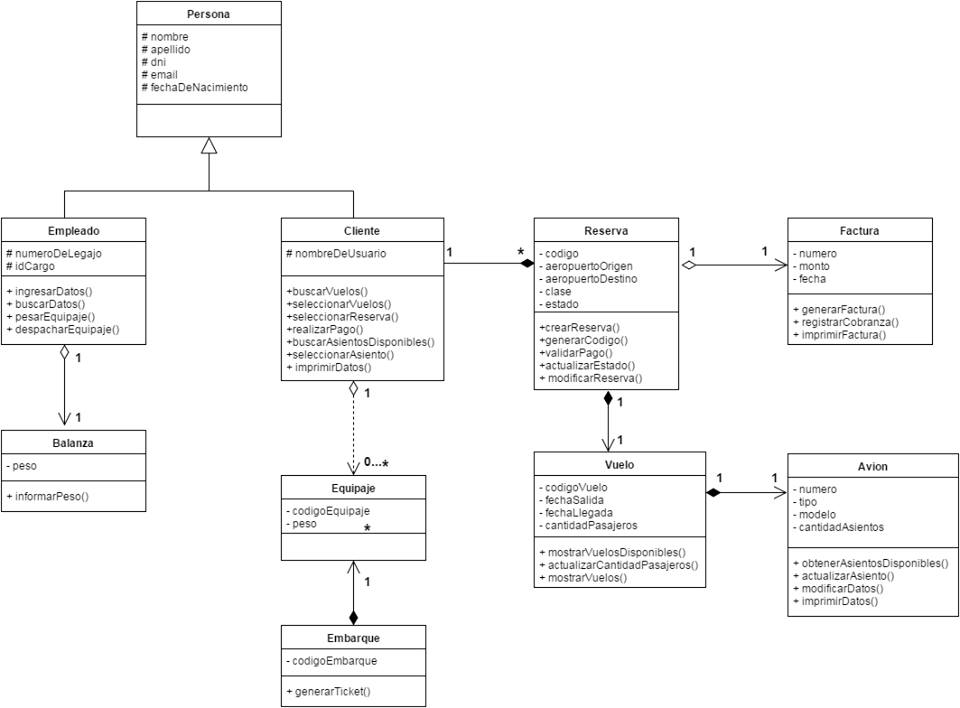 Persona
# nombre
# apellido
# dni
# email
# fechaDeNacimiento
Empleado
# numeroDeLegajo
# idCargo
+ ingresarDatos()
+ buscarDatos()
+ pesarEquipaje()
+ despacharEquipaje()
1
1
Balanza
- peso
+ informarPeso()
Cliente
# nombreDeUsuario
+buscarVuelos()
+seleccionarVuelos()
+seleccionarReserva()
+realizarPago()
+buscarAsientosDisponibles()
+seleccionarAsiento()
+ imprimirDatos()
1
*
1
0...*
Equipaje
- codigoEquipaje
- peso
*
1
Embarque
- codigoEmbarque
+ generarTicket()
Reserva
- codigo
- aeropuertoOrigen
- aeropuertoDestino
- clase
- estado
+crearReserva()
+generarCodigo()
+validarPago()
+actualizarEstado()
+ modificarReserva()
1
1
Factura
- numero
- monto
- fecha
+ generarFactura()
+ registrarCobranza()
+ imprimirFactura()
1
1
Vuelo
- codigoVuelo
- fechaSalida
- fechaLlegada
- cantidadPasajeros
+ mostrarVuelosDisponibles()
+ actualizarCantidadPasajeros()
+ mostrarVuelos()
1
1
Avion
- numero
- tipo
- modelo
- cantidadAsientos
+ obtenerAsientosDisponibles()
+ actualizarAsiento()
+ modificarDatos()
+ imprimirDatos()